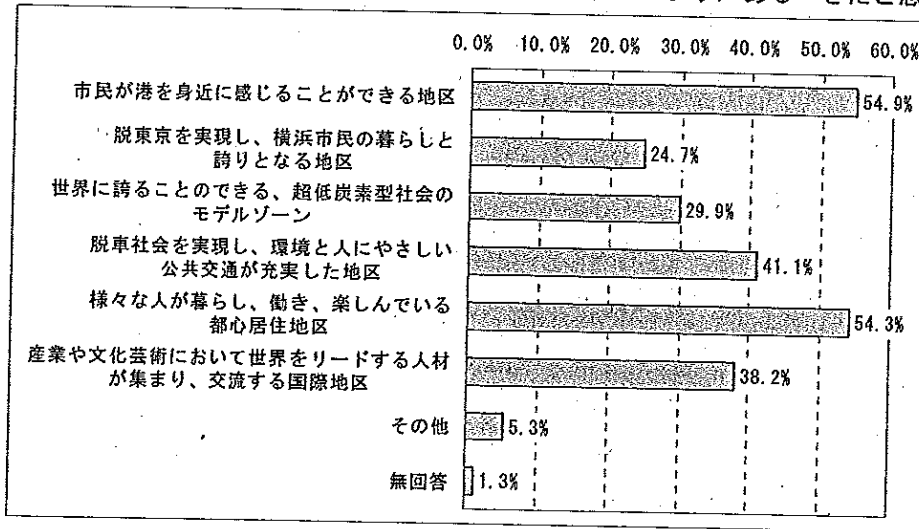 0.0% 10.0% 20.0% 30.0% 40.0% 50.0% 60.0%
市民が港を身近に感じることができる地区
54.9%
脱東京を実現し、横浜市民の暮らしと
誇りとなる地区
24.7%
世界に誇ることのできる、超低炭素型社会の
モデルゾーン
29.9%
脱車社会を実現し、環境と人にやさしい
公共交通が充実した地区
41.1%
様々な人が暮らし、働き、楽しんでいる
都心居住地区
54.3%
産業や文化芸術において世界をリードする人材
が集まり、交流する国際地区
38.2%
その他
5.3%
無回答
1.3%